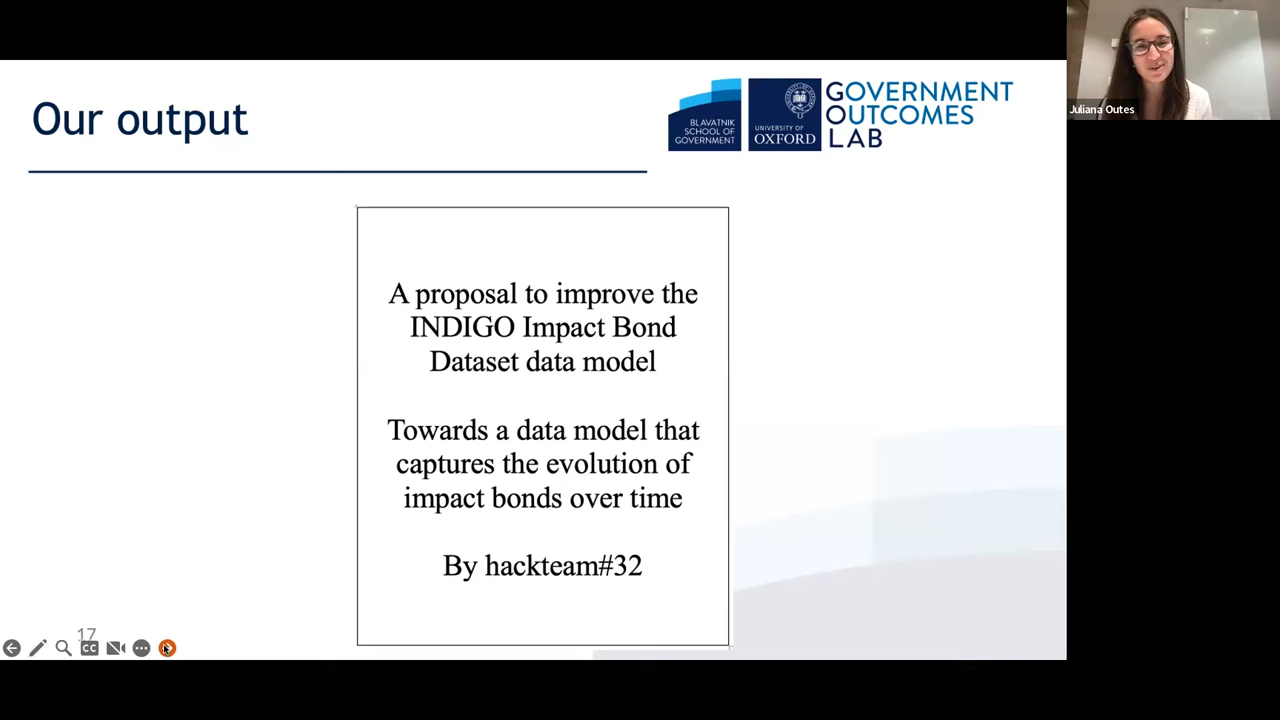 Our output
BLAVATNIK
SCHOOL OF
GOVERNMENT
UNIVERSITY OF
OXFORD
GOVERNMENT
OUTCOMES
LAB
Juliana Outes
A proposal to improve the
INDIGO Impact Bond
Dataset data model
Towards a data model that
captures the evolution of
impact bonds over time
By hackteam#32
17
CC